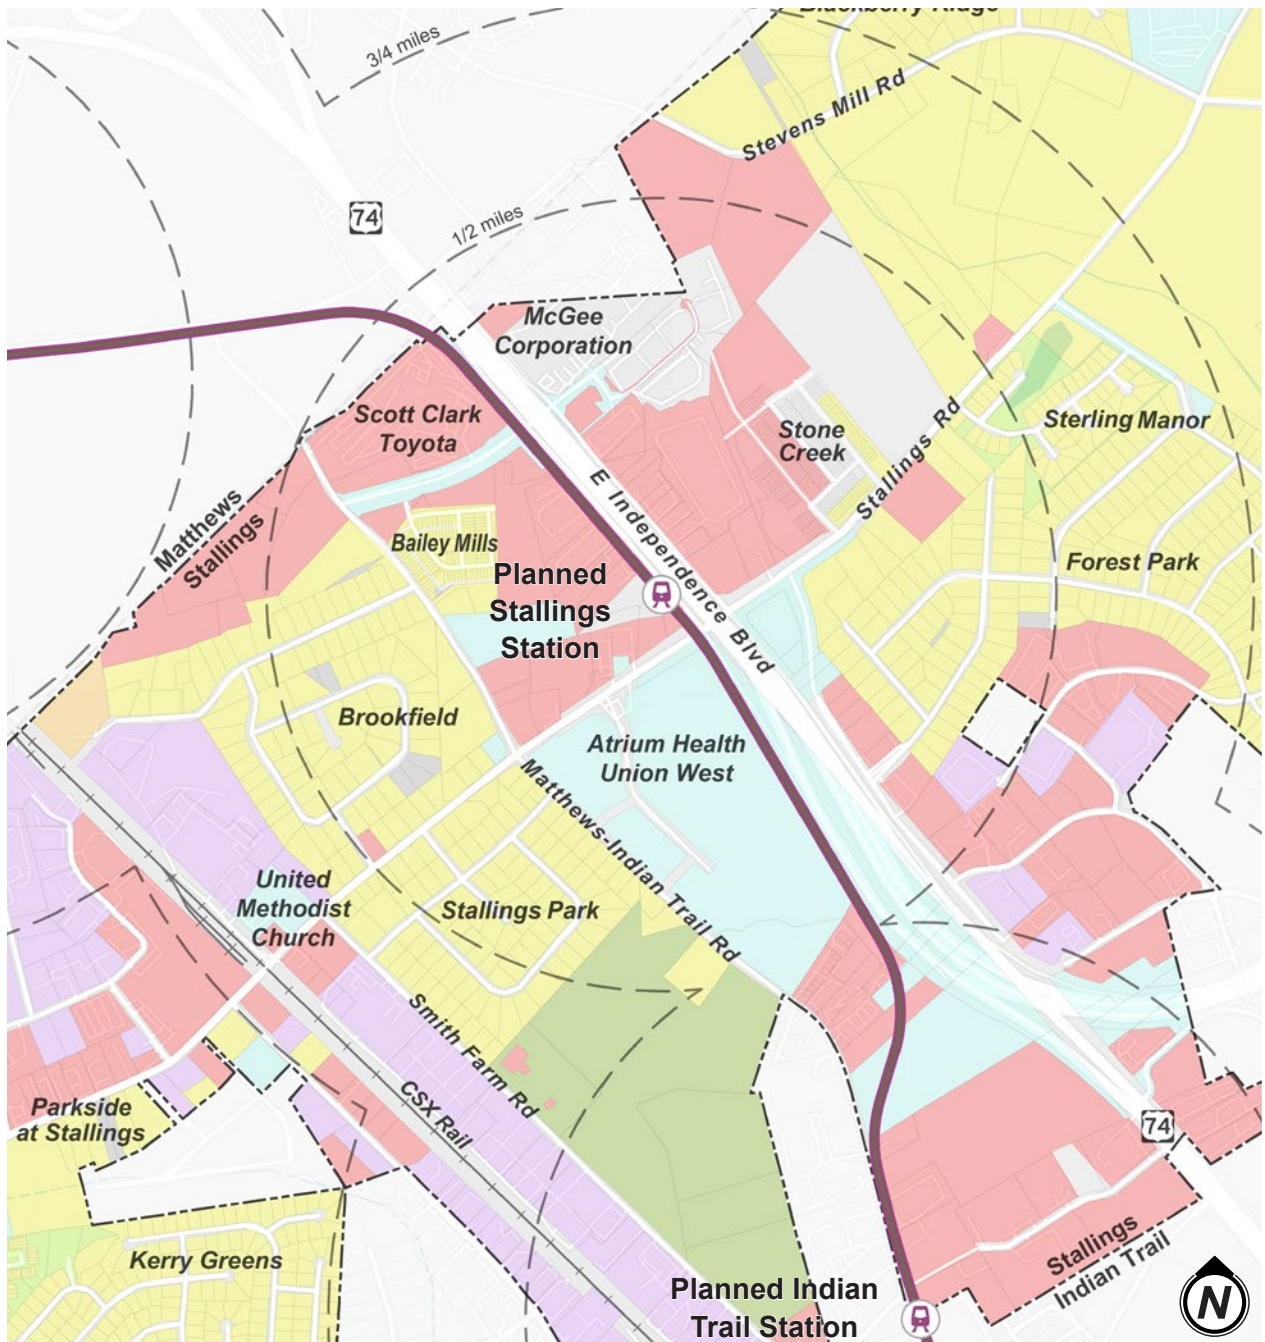 Blackberry Ridge
3/4 miles
Stevens Mill Rd
74
1/2 miles
McGee
Corporation
Scott Clark
Toyota
Stone
Creek
Sterling Manor
Stallings Rd
E Independence Blvd
Matthews
Stallings
Bailey Mills
Forest Park
Planned
Stallings
Station
Brookfield
Atrium Health
Union West
Matthews-Indian Trail Rd
United
Methodist
Church
Stallings Park
Smith Farm Rd
CSX Rail
Parkside
at Stallings
74
Kerry Greens
Stallings
Indian Trail
Planned Indian
Trail Station
N